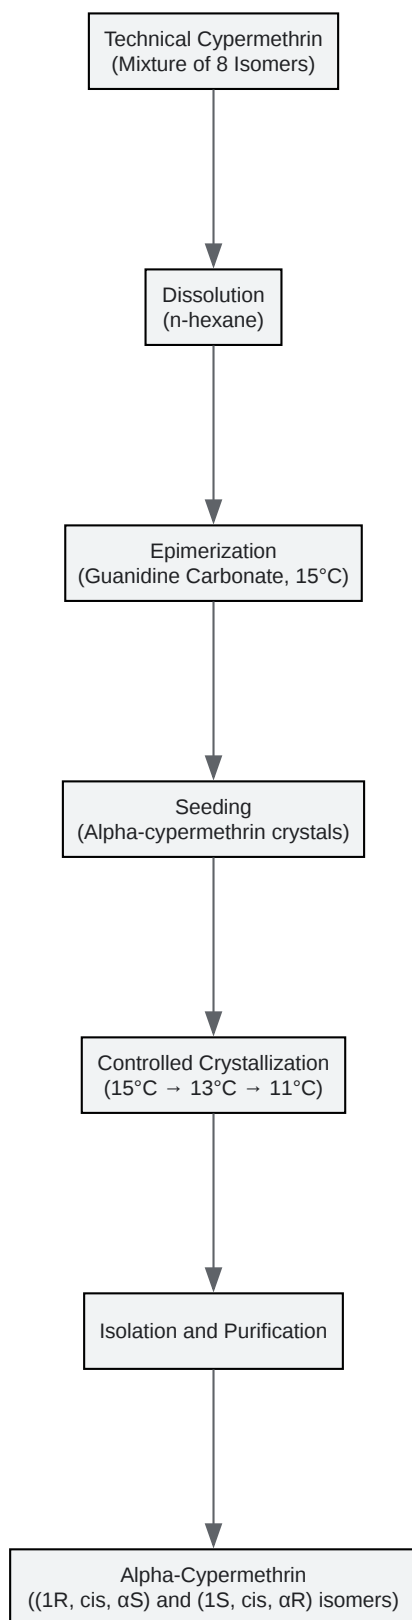 Technical Cypermethrin
(Mixture of 8 Isomers)
Dissolution
(n-hexane)
Epimerization
(Guanidine Carbonate, 15°C)
Seeding
(Alpha-cypermethrin crystals)
Controlled Crystallization
(15°C → 13°C → 11°C)
Isolation and Purification
Alpha-Cypermethrin
((1R, cis, αS) and (1S, cis, αR) isomers)